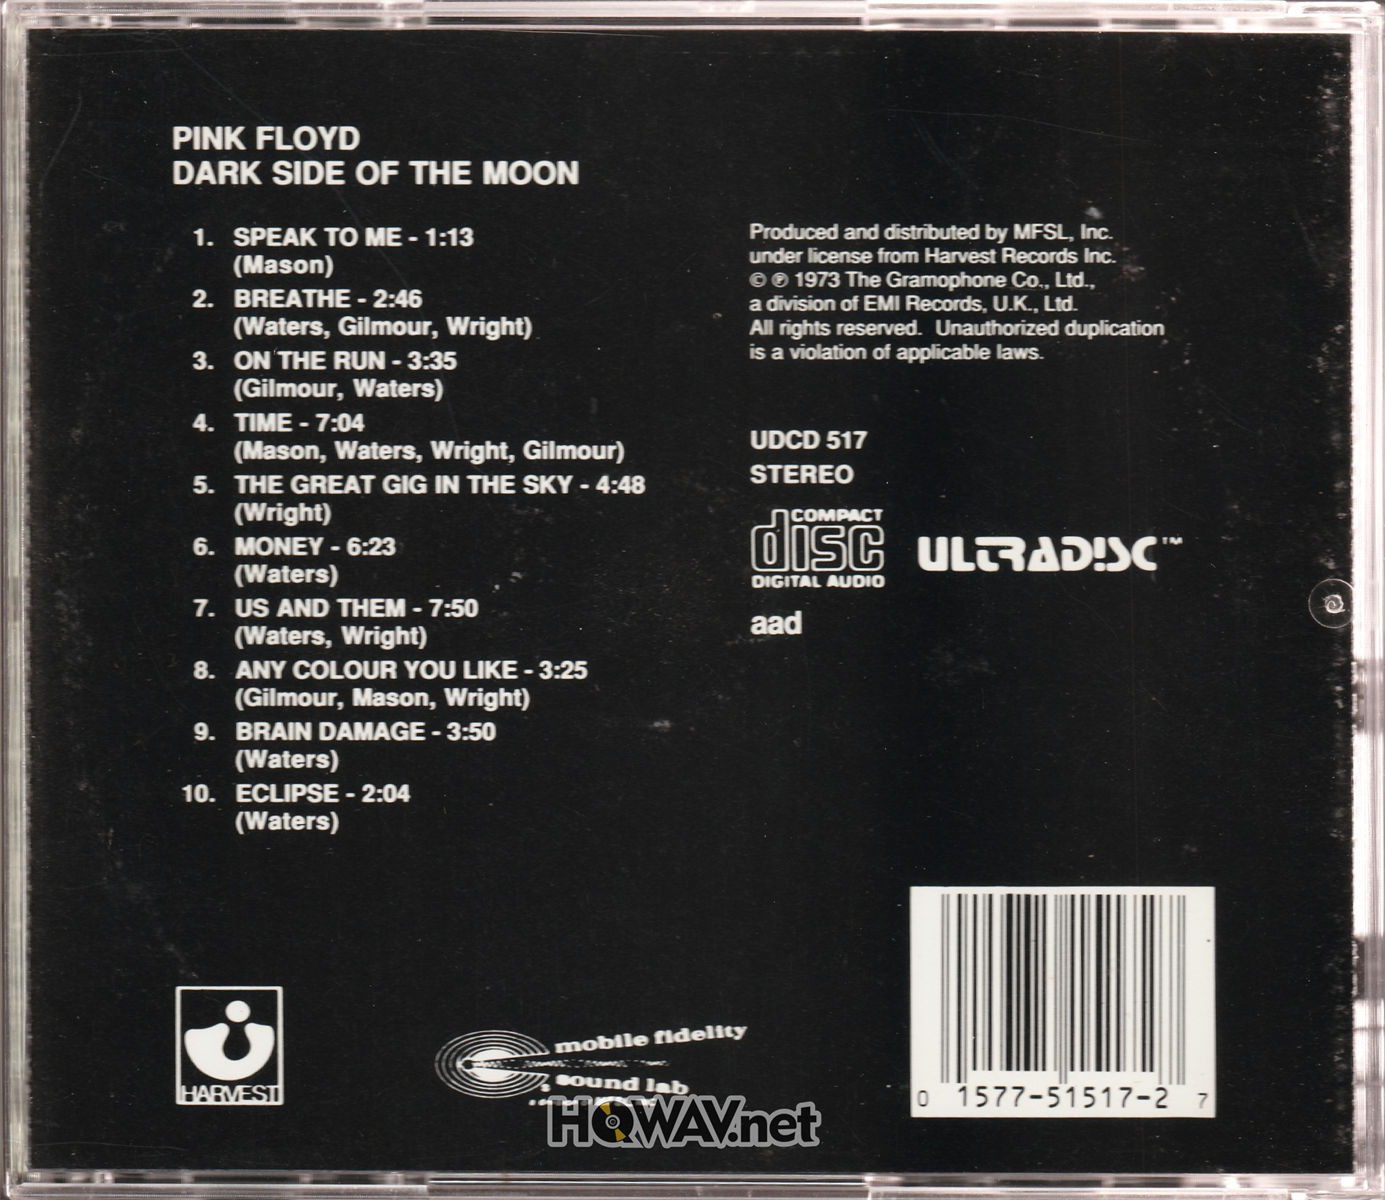 PINK FLOYD
DARK SIDE OF THE MOON
1. SPEAK TO ME - 1:13
(Mason)
2. BREATHE - 2:46
(Waters, Gilmour, Wright)
3. ON THE RUN - 3:35
(Gilmour, Waters)
4. TIME - 7:04
(Mason, Waters, Wright, Gilmour)
5. THE GREAT GIG IN THE SKY - 4:48
(Wright)
6. MONEY - 6:23
(Waters)
7. US AND THEM - 7:50
(Waters, Wright)
8. ANY COLOUR YOU LIKE - 3:25
(Gilmour, Mason, Wright)
9. BRAIN DAMAGE - 3:50
(Waters)
10. ECLIPSE - 2:04
(Waters)
Produced and distributed by MFSL, Inc.
under license from Harvest Records Inc.
© ℗ 1973 The Gramophone Co., Ltd.,
a division of EMI Records, U.K., Ltd.
All rights reserved. Unauthorized duplication
is a violation of applicable laws.
UDCD 517
STEREO
COMPACT
disc
DIGITAL AUDIO
ULTRADISC™
aad
HARVEST
mobile fidelity
sound lab
HQWAV.net
0 1577-51517-2 7